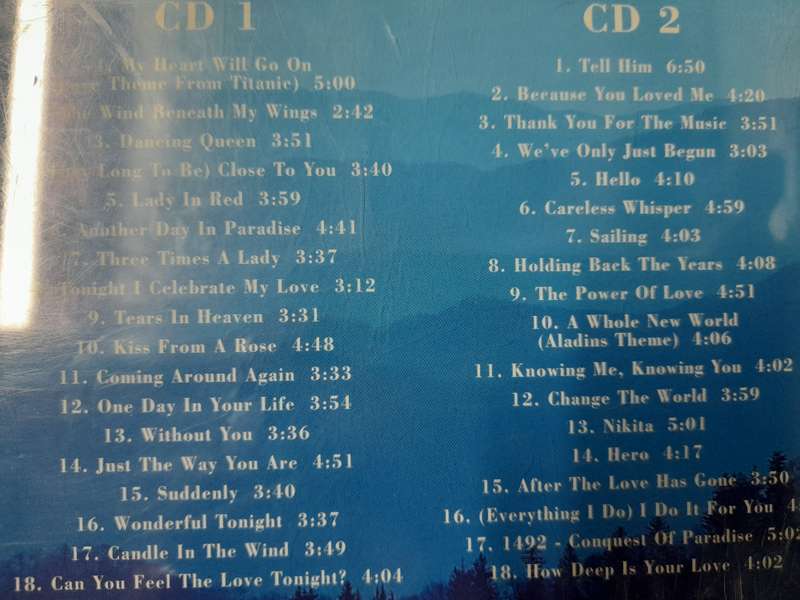 CD 1
My Heart Will Go On
Theme From Titanic) 5:00
Wind Beneath My Wings 2:42
3. Dancing Queen 3:51
Long To Be) Close To You 3:40
5. Lady In Red 3:59
Another Day In Paradise 4:41
7. Three Times A Lady 3:37
Tonight I Celebrate My Love 3:12
9. Tears In Heaven 3:31
10. Kiss From A Rose 4:48
11. Coming Around Again 3:33
12. One Day In Your Life 3:54
13. Without You 3:36
14. Just The Way You Are 4:51
15. Suddenly 3:40
16. Wonderful Tonight 3:37
17. Candle In The Wind 3:49
18. Can You Feel The Love Tonight? 4:04
CD 2
1. Tell Him 6:50
2. Because You Loved Me 4:20
3. Thank You For The Music 3:51
4. We've Only Just Begun 3:03
5. Hello 4:10
6. Careless Whisper 4:59
7. Sailing 4:03
8. Holding Back The Years 4:08
9. The Power Of Love 4:51
10. A Whole New World
(Aladins Theme) 4:06
11. Knowing Me, Knowing You 4:02
12. Change The World 3:59
13. Nikita 5:01
14. Hero 4:17
15. After The Love Has Gone 3:50
16. (Everything I Do) I Do It For You
17. 1492 - Conquest Of Paradise 5:02
18. How Deep Is Your Love 4:02